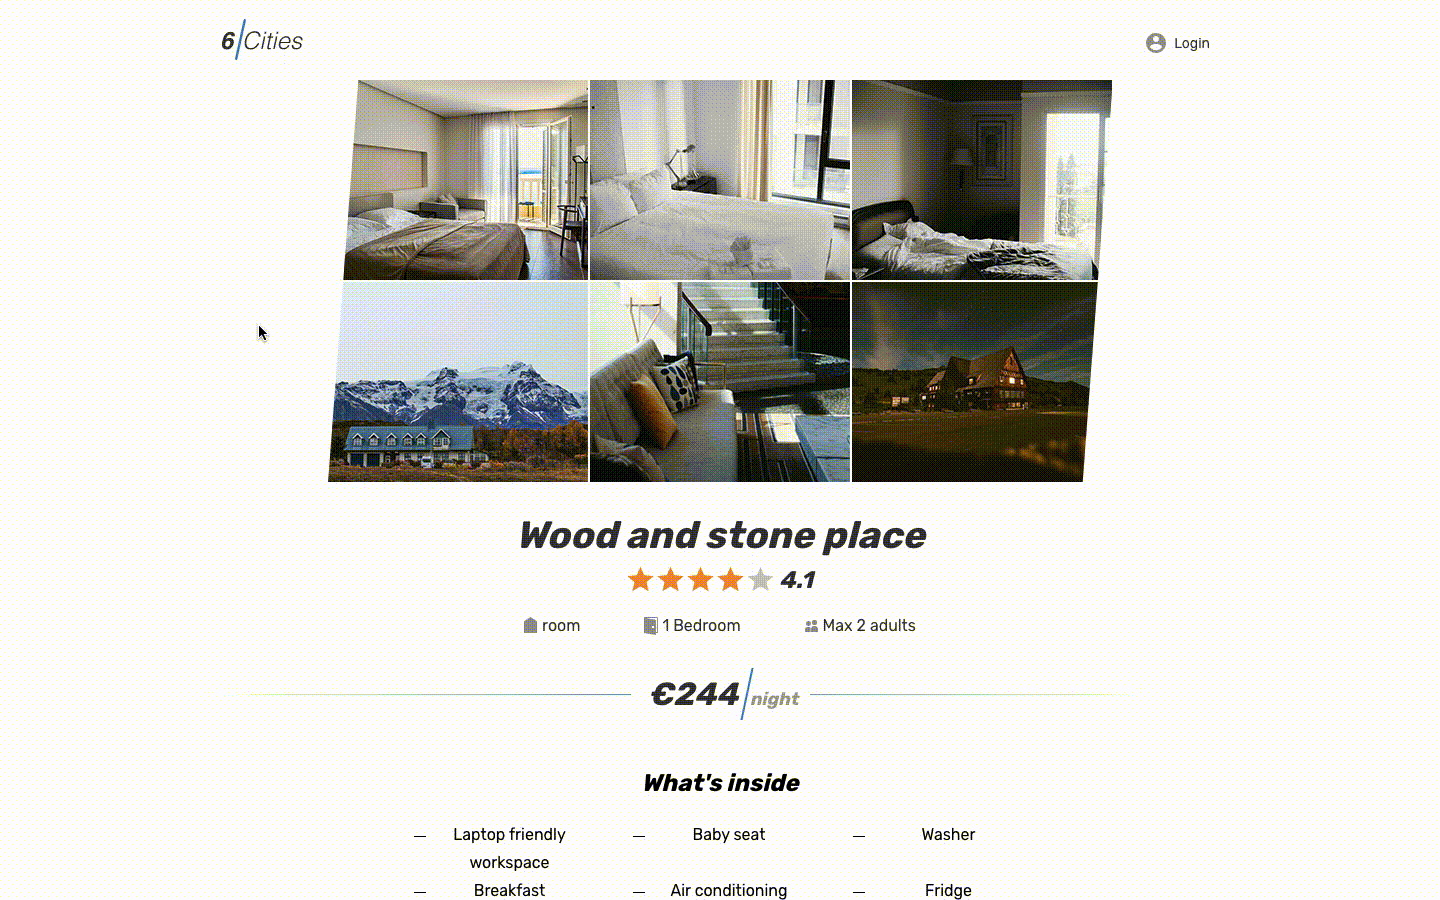 6 Cities
Login
Wood and stone place
4.1
room
1 Bedroom
Max 2 adults
€244 night
What's inside
Laptop friendly workspace
Baby seat
Washer
Breakfast
Air conditioning
Fridge